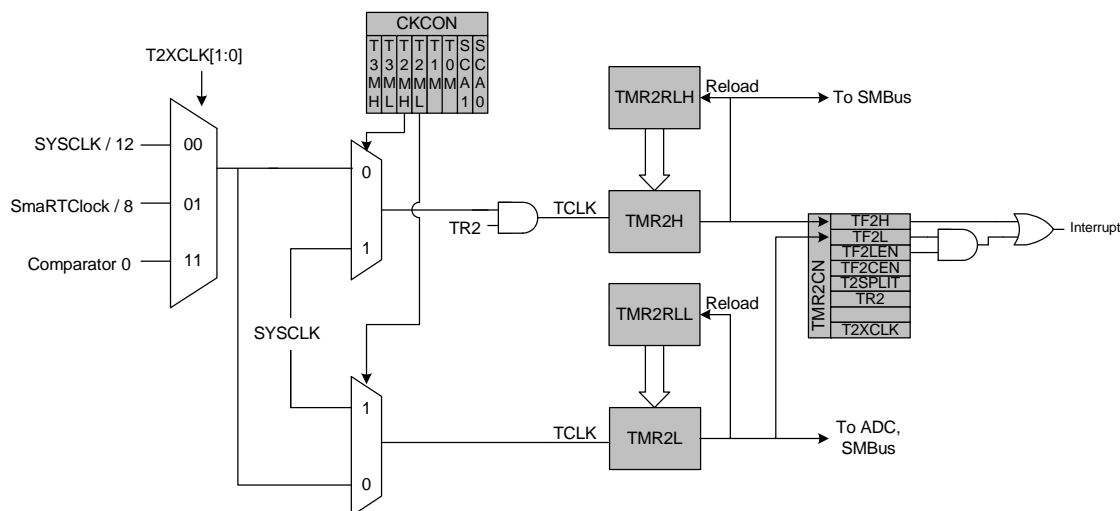 CKCON
T3MH T3ML T2MH T2ML T1M T0M SCA1 SCA0
T2XCLK[1:0]
SYSCLK / 12
00
SmaRTClock / 8
01
Comparator 0
11
0
1
SYSCLK
1
0
TR2
TCLK
TMR2RLH
Reload
To SMBus
TMR2H
TMR2CN
TF2H
TF2L
TF2LEN
TF2CEN
T2SPLIT
TR2
T2XCLK
Interrupt
TMR2RLL
Reload
TCLK
TMR2L
To ADC,
SMBus